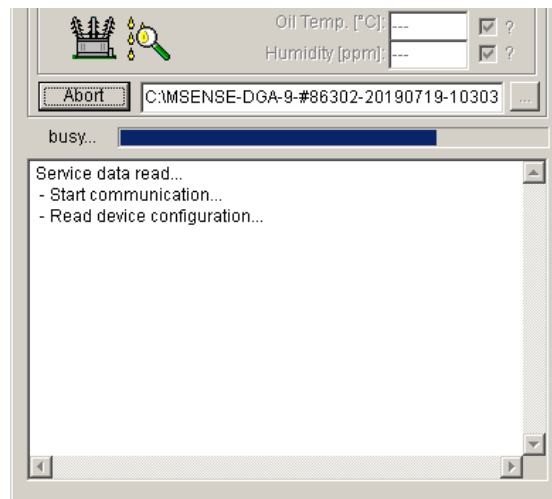 Oil Temp. [°C]: --- ?
Humidity [ppm]: --- ?
Abort C:\MSENSE-DGA-9-#86302-20190719-10303 ...
busy...
Service data read...
- Start communication...
- Read device configuration...